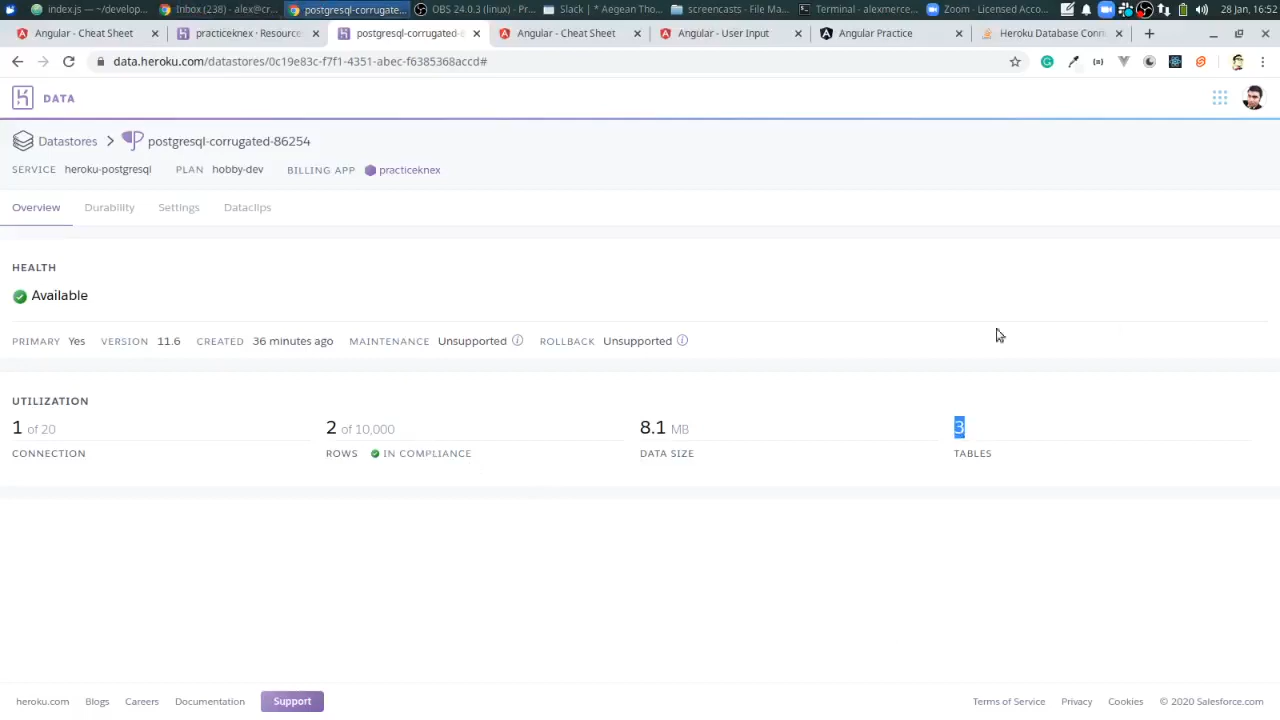 index.js — ~/develop...
Inbox (238) - alex@cr...
postgresql-corrugate...
OBS 24.0.3 (linux) - Pr...
Slack | * Aegean Tho...
screencasts - File Ma...
Terminal - alexmerce...
Zoom - Licensed Acco...
28 Jan, 16:52
Angular - Cheat Sheet
practiceknex · Resource
postgresql-corrugated-8
Angular - Cheat Sheet
Angular - User Input
Angular Practice
Heroku Database Conn
data.heroku.com/datastores/0c19e83c-f7f1-4351-abec-f6385368accd#
DATA
Datastores
postgresql-corrugated-86254
SERVICE heroku-postgresql PLAN hobby-dev BILLING APP practiceknex
Overview Durability Settings Dataclips
HEALTH
Available
PRIMARY Yes VERSION 11.6 CREATED 36 minutes ago MAINTENANCE Unsupported ROLLBACK Unsupported
UTILIZATION
1 of 20
2 of 10,000
8.1 MB
3
CONNECTION
ROWS IN COMPLIANCE
DATA SIZE
TABLES
heroku.com Blogs Careers Documentation Support
Terms of Service Privacy Cookies © 2020 Salesforce.com